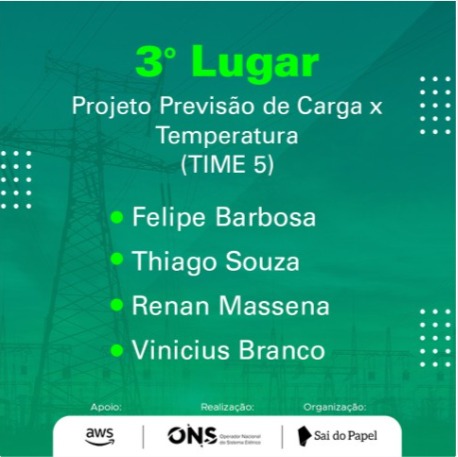 3º Lugar
Projeto Previsão de Carga x
Temperatura
(TIME 5)
Felipe Barbosa
Thiago Souza
Renan Massena
Vinicius Branco
Apoio:
Realização:
Organização:
aws
ONS
Operador Nacional
do Sistema Elétrico
Sai do Papel